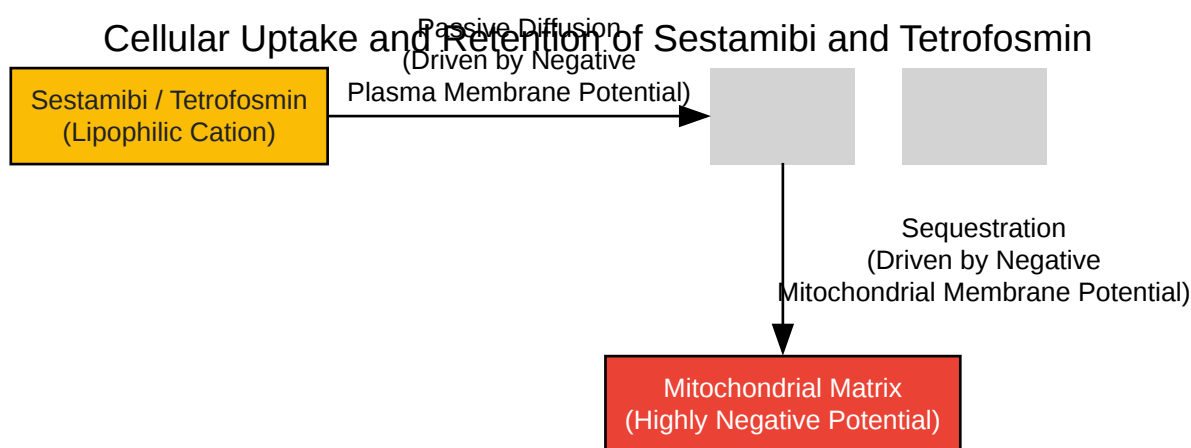 Cellular Uptake and Retention of Sestamibi and Tetrofosmin
Passive Diffusion
(Driven by Negative
Plasma Membrane Potential)
Sestamibi / Tetrofosmin
(Lipophilic Cation)
Sequestration
(Driven by Negative
Mitochondrial Membrane Potential)
Mitochondrial Matrix
(Highly Negative Potential)